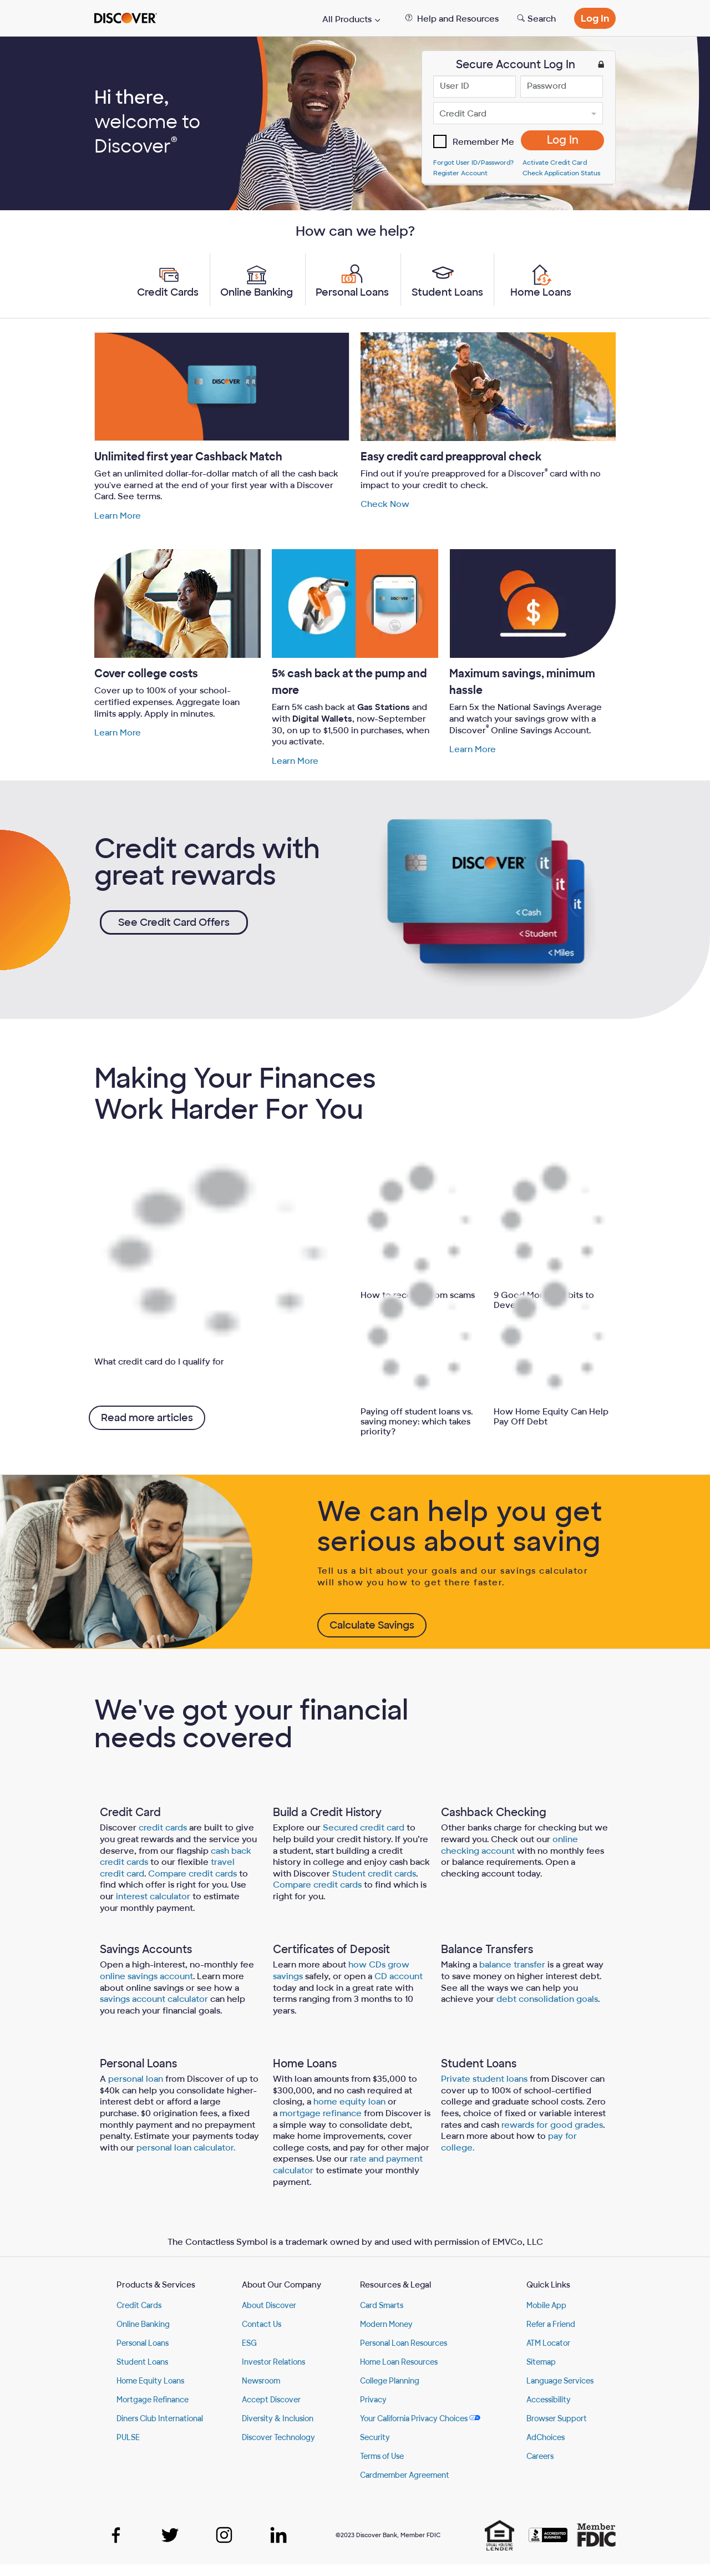 DISCOVER
All Products
Help and Resources
Search
Log In
Hi there,
welcome to
Discover®
Secure Account Log In
User ID
Password
Credit Card
Remember Me
Log In
Forgot User ID/Password?
Activate Credit Card
Register Account
Check Application Status
How can we help?
Credit Cards
Online Banking
Personal Loans
Student Loans
Home Loans
DISCOVER
Unlimited first year Cashback Match
Get an unlimited dollar-for-dollar match of all the cash back
you've earned at the end of your first year with a Discover
Card. See terms.
Learn More
Easy credit card preapproval check
Find out if you're preapproved for a Discover® card with no
impact to your credit to check.
Check Now
Cover college costs
Cover up to 100% of your school-
certified expenses. Aggregate loan
limits apply. Apply in minutes.
Learn More
DISCOVER
5% cash back at the pump and
more
Earn 5% cash back at Gas Stations and
with Digital Wallets, now-September
30, on up to $1,500 in purchases, when
you activate.
Learn More
$
Maximum savings, minimum
hassle
Earn 5x the National Savings Average
and watch your savings grow with a
Discover® Online Savings Account.
Learn More
Credit cards with
great rewards
See Credit Card Offers
DISCOVER
it
it
it
Cash
Student
Miles
Making Your Finances
Work Harder For You
What credit card do I qualify for
Read more articles
How to scams
9 Good to
Paying off student loans vs.
saving money: which takes
priority?
How Home Equity Can Help
Pay Off Debt
We can help you get
serious about saving
Tell us a bit about your goals and our savings calculator
will show you how to get there faster.
Calculate Savings
We've got your financial
needs covered
Credit Card
Discover credit cards are built to give
you great rewards and the service you
deserve, from our flagship cash back
credit cards to our flexible travel
credit card. Compare credit cards to
find which offer is right for you. Use
our interest calculator to estimate
your monthly payment.
Build a Credit History
Explore our Secured credit card to
help build your credit history. If you're
a student, start building a credit
history in college and enjoy cash back
with Discover Student credit cards.
Compare credit cards to find which is
right for you.
Cashback Checking
Other banks charge for checking but we
reward you. Check out our online
checking account with no monthly fees
or balance requirements. Open a
checking account today.
Savings Accounts
Open a high-interest, no-monthly fee
online savings account. Learn more
about online savings or see how a
savings account calculator can help
you reach your financial goals.
Certificates of Deposit
Learn more about how CDs grow
savings safely, or open a CD account
today and lock in a great rate with
terms ranging from 3 months to 10
years.
Balance Transfers
Making a balance transfer is a great way
to save money on higher interest debt.
See all the ways we can help you
achieve your debt consolidation goals.
Personal Loans
A personal loan from Discover of up to
$40k can help you consolidate higher-
interest debt or afford a large
purchase. $0 origination fees, a fixed
monthly payment and no prepayment
penalty. Estimate your payments today
with our personal loan calculator.
Home Loans
With loan amounts from $35,000 to
$300,000, and no cash required at
closing, a home equity loan or
a mortgage refinance from Discover is
a simple way to consolidate debt,
make home improvements, cover
college costs, and pay for other major
expenses. Use our rate and payment
calculator to estimate your monthly
payment.
Student Loans
Private student loans from Discover can
cover up to 100% of school-certified
college and graduate school costs. Zero
fees, choice of fixed or variable interest
rates and cash rewards for good grades.
Learn more about how to pay for
college.
The Contactless Symbol is a trademark owned by and used with permission of EMVCo, LLC
Products & Services
Credit Cards
Online Banking
Personal Loans
Student Loans
Home Equity Loans
Mortgage Refinance
Diners Club International
PULSE
About Our Company
About Discover
Contact Us
ESG
Investor Relations
Newsroom
Accept Discover
Diversity & Inclusion
Discover Technology
Resources & Legal
Card Smarts
Modern Money
Personal Loan Resources
Home Loan Resources
College Planning
Privacy
Your California Privacy Choices
Security
Terms of Use
Cardmember Agreement
Quick Links
Mobile App
Refer a Friend
ATM Locator
Sitemap
Language Services
Accessibility
Browser Support
AdChoices
Careers
©2023 Discover Bank, Member FDIC
EQUAL HOUSING
LENDER
BBB
ACCREDITED
BUSINESS
Member
FDIC